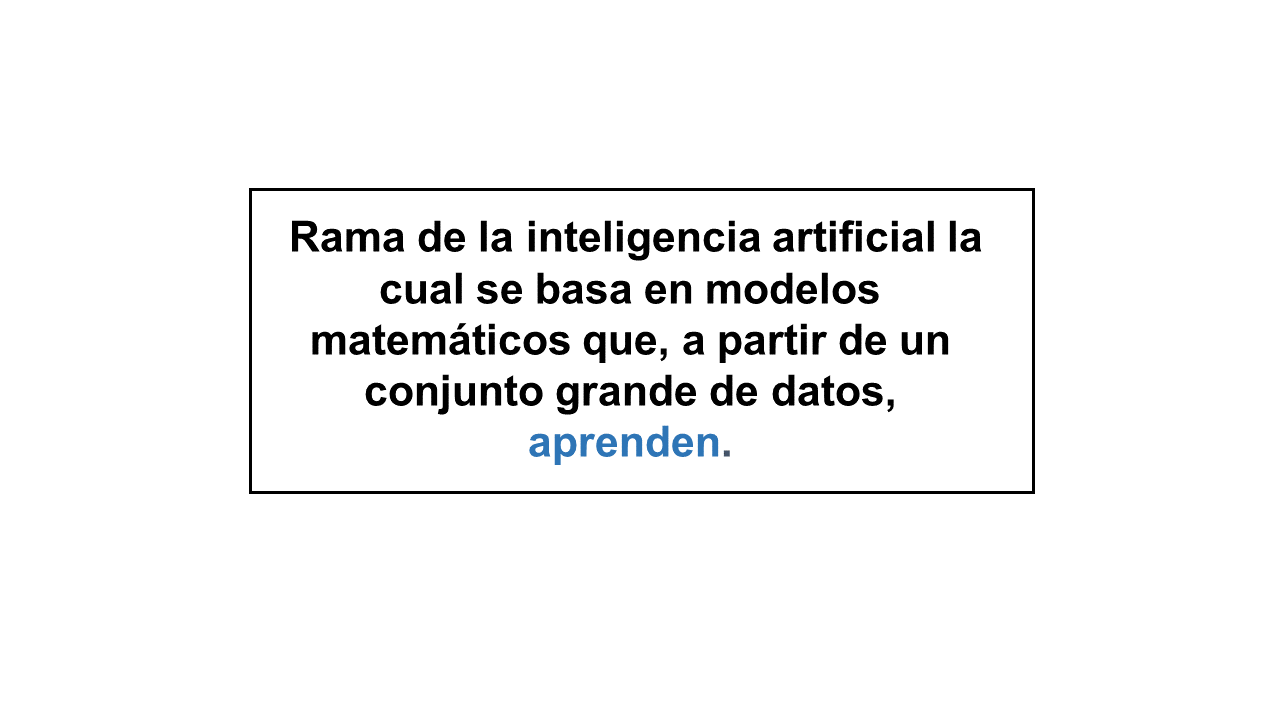 Rama de la inteligencia artificial la
cual se basa en modelos
matemáticos que, a partir de un
conjunto grande de datos,
aprenden.